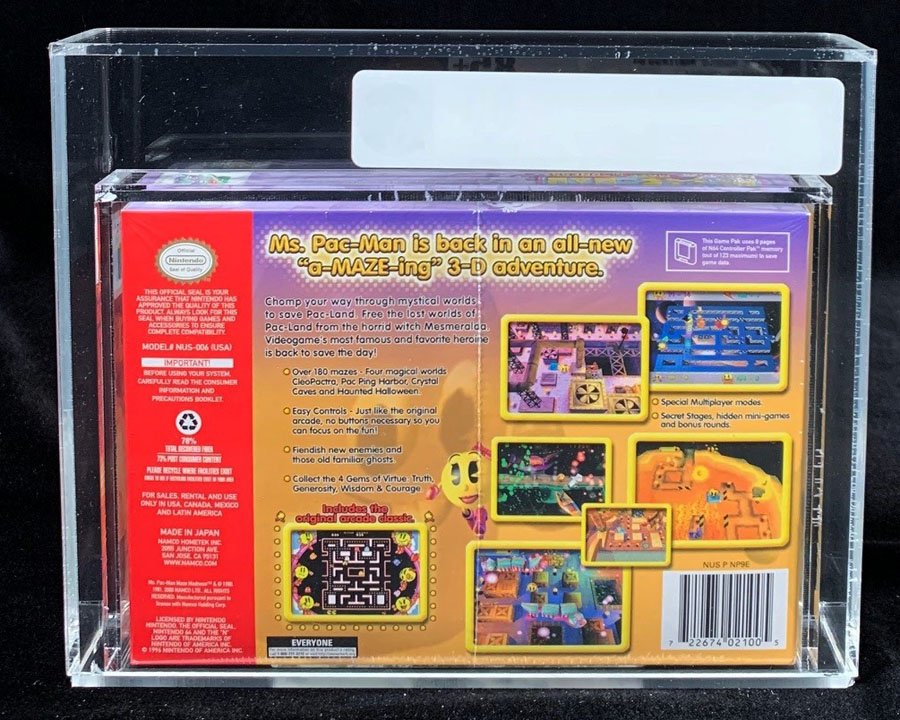 Official
Nintendo
Seal of Quality
THIS OFFICIAL SEAL IS YOUR
ASSURANCE THAT NINTENDO HAS
APPROVED THE QUALITY OF THIS
PRODUCT. ALWAYS LOOK FOR THIS
SEAL WHEN BUYING GAMES AND
ACCESSORIES TO ENSURE
COMPLETE COMPATIBILITY.
MODEL# NUS-006 (USA)
IMPORTANT!
BEFORE USING YOUR SYSTEM,
CAREFULLY READ THE CONSUMER
INFORMATION AND
PRECAUTIONS BOOKLET.
TOTAL RECOVERED FIBER
PLEASE RECYCLE WHERE FACILITIES EXIST
FOR SALES, RENTAL AND USE
ONLY IN USA, CANADA, MEXICO
AND LATIN AMERICA
MADE IN JAPAN
NAMCO HOMETEK INC.
2055 JUNCTION AVE.
SAN JOSE, CA 95131
WWW.NAMCO.COM
LICENSED BY NINTENDO.
NINTENDO, THE OFFICIAL SEAL,
NINTENDO 64 AND THE "N"
LOGO ARE TRADEMARKS OF
NINTENDO OF AMERICA INC.
© 1996 NINTENDO OF AMERICA INC.
Ms. Pac-Man is back in an all-new
"a-MAZE-ing" 3-D adventure.
This Game Pak uses 8 pages
of N64 Controller Pak™ memory
(out of 123 maximum) to save
game data.
Chomp your way through mystical worlds
to save Pac-Land. Free the lost worlds of
Pac-Land from the horrid witch Mesmeralda.
Videogame's most famous and favorite heroine
is back to save the day!
Over 180 mazes - Four magical worlds
CleoPactra, Pac Ping Harbor, Crystal
Caves and Haunted Halloween.
Easy Controls - Just like the original
arcade, no buttons necessary so you
can focus on the fun!
Fiendish new enemies and
those old familiar ghosts.
Collect the 4 Gems of Virtue: Truth,
Generosity, Wisdom & Courage
Includes the
original arcade classic.
EVERYONE
Special Multiplayer modes.
Secret Stages, hidden mini-games
and bonus rounds.
NUS P NP9E
7 22674 02100 5